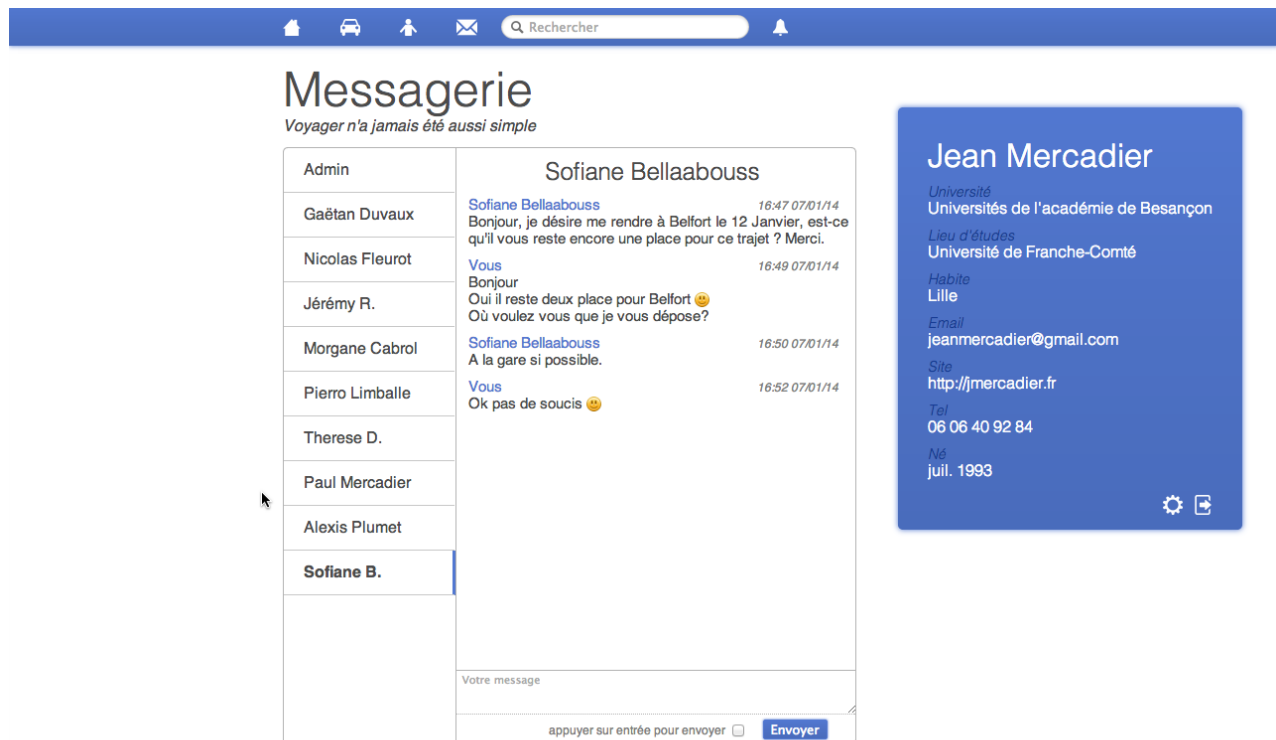 Rechercher
Messagerie
Voyager n'a jamais été aussi simple
Admin
Gaëtan Duvaux
Nicolas Fleurot
Jérémy R.
Morgane Cabrol
Pierro Limballe
Therese D.
Paul Mercadier
Alexis Plumet
Sofiane B.
Sofiane Bellaabouss
Sofiane Bellaabouss 16:47 07/01/14
Bonjour, je désire me rendre à Belfort le 12 Janvier, est-ce
qu'il vous reste encore une place pour ce trajet ? Merci.
Vous 16:49 07/01/14
Bonjour
Oui il reste deux place pour Belfort
Où voulez vous que je vous dépose?
Sofiane Bellaabouss 16:50 07/01/14
A la gare si possible.
Vous 16:52 07/01/14
Ok pas de soucis
Votre message
appuyer sur entrée pour envoyer
Envoyer
Jean Mercadier
Université
Universités de l'académie de Besançon
Lieu d'études
Université de Franche-Comté
Habite
Lille
Email
jeanmercadier@gmail.com
Site
http://jmercadier.fr
Tel
06 06 40 92 84
Né
juil. 1993